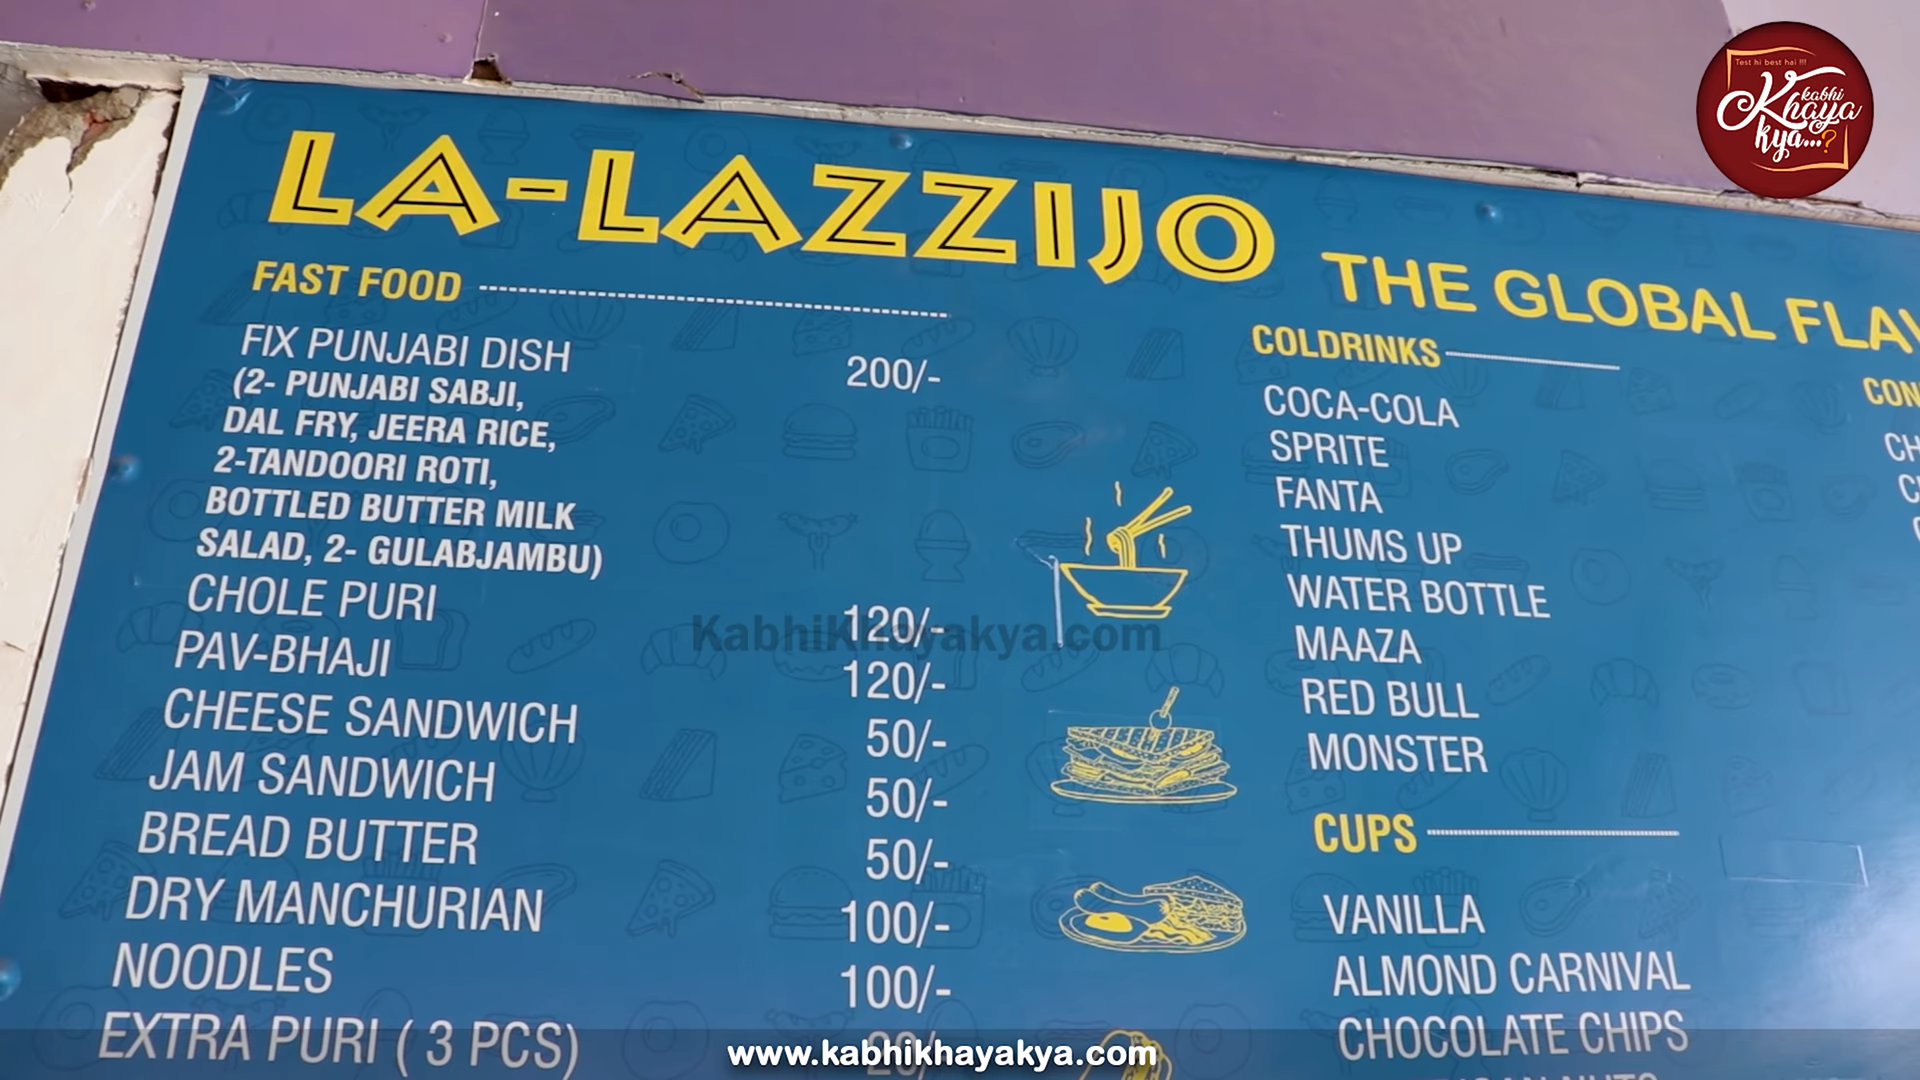 Test hi best hai !!!
kabhi
Khaya
kya...?
LA-LAZZIJO
THE GLOBAL
FAST FOOD
FIX PUNJABI DISH 200/-
(2- PUNJABI SABJI,
DAL FRY, JEERA RICE,
2-TANDOORI ROTI,
BOTTLED BUTTER MILK
SALAD, 2- GULABJAMBU)
CHOLE PURI 120/-
PAV-BHAJI 120/-
CHEESE SANDWICH 50/-
JAM SANDWICH 50/-
BREAD BUTTER 50/-
DRY MANCHURIAN 100/-
NOODLES 100/-
EXTRA PURI ( 3 PCS) 20/-
COLDRINKS
COCA-COLA
SPRITE
FANTA
THUMS UP
WATER BOTTLE
MAAZA
RED BULL
MONSTER
CUPS
VANILLA
ALMOND CARNIVAL
CHOCOLATE CHIPS
KabhiKhayakya.com
www.kabhikhayakya.com